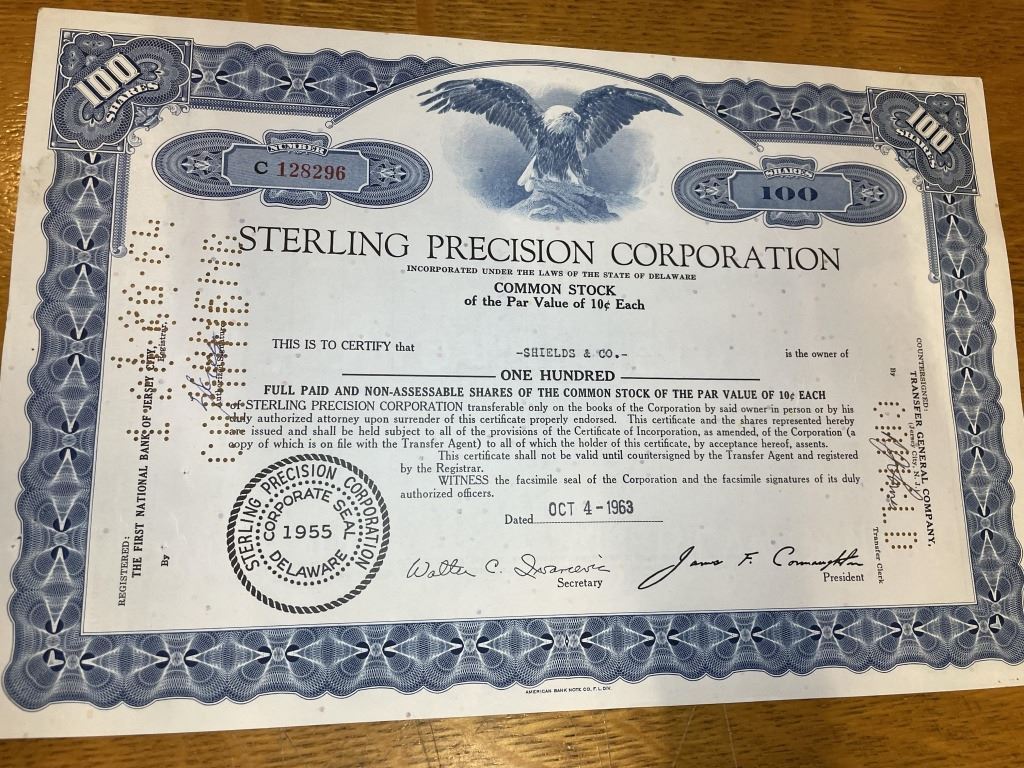 100
SHARES
100
SHARES
NUMBER
C 128296
SHARES
100
STERLING PRECISION CORPORATION
INCORPORATED UNDER THE LAWS OF THE STATE OF DELAWARE
COMMON STOCK
of the Par Value of 10¢ Each
THIS IS TO CERTIFY that -SHIELDS & CO.- is the owner of
ONE HUNDRED
FULL PAID AND NON-ASSESSABLE SHARES OF THE COMMON STOCK OF THE PAR VALUE OF 10¢ EACH
of STERLING PRECISION CORPORATION transferable only on the books of the Corporation by said owner in person or by his
duly authorized attorney upon surrender of this certificate properly endorsed. This certificate and the shares represented hereby
are issued and shall be held subject to all of the provisions of the Certificate of Incorporation, as amended, of the Corporation (a
copy of which is on file with the Transfer Agent) to all of which the holder of this certificate, by acceptance hereof, assents.
This certificate shall not be valid until countersigned by the Transfer Agent and registered
by the Registrar.
WITNESS the facsimile seal of the Corporation and the facsimile signatures of its duly
authorized officers.
Dated OCT 4-1963
STERLING PRECISION CORPORATION
CORPORATE SEAL
1955
DELAWARE
Walter C.
Secretary
James F. Connaughton
President
REGISTERED:
THE FIRST NATIONAL BANK OF JERSEY CITY,
Registrar,
By
Authorized Signature
COUNTERSIGNED:
TRANSFER GENERAL COMPANY,
(Jersey City, N. J.)
By
Transfer Clerk
AMERICAN BANK NOTE CO. F. L. DIV.